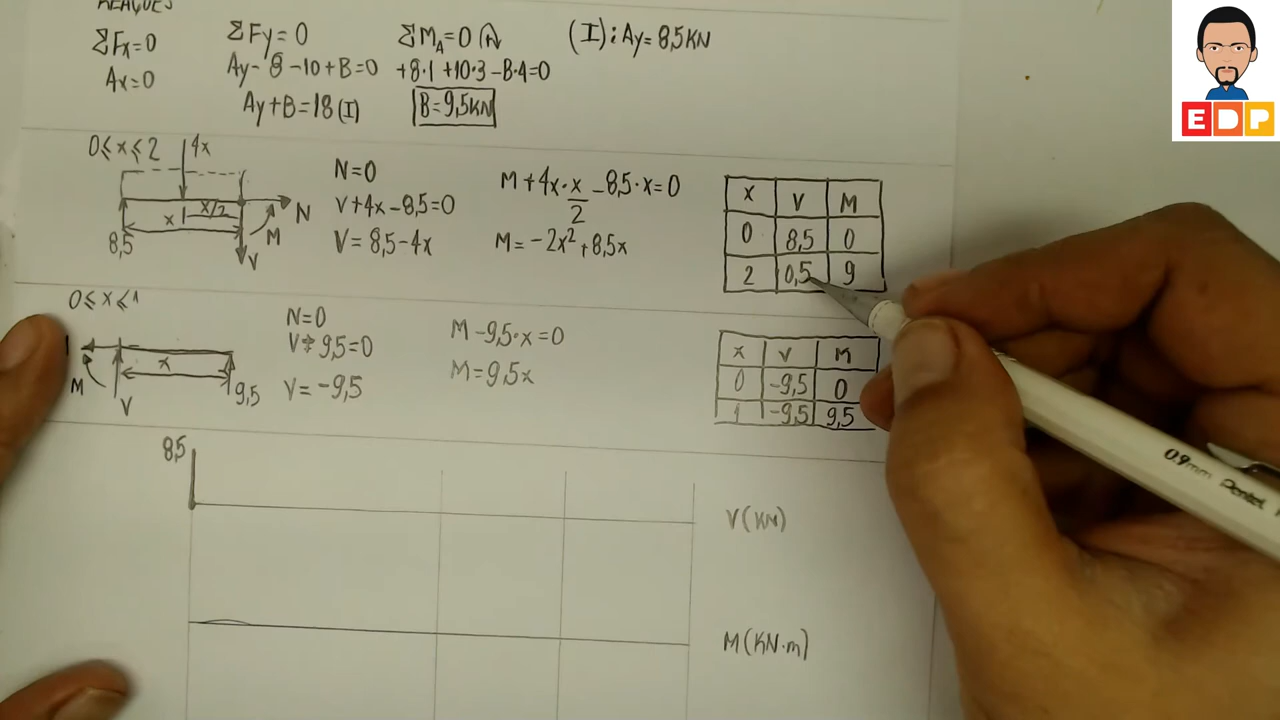 REAÇÕES
ΣFx=0
Ax=0
ΣFy=0
Ay-8-10+B=0
Ay+B=18(I)
ΣMA=0
+8·1+10·3-B·4=0
B=9,5KN
(I): Ay=8,5KN
0≤x≤2
4x
x
x/2
N
M
V
8,5
N=0
V+4x-8,5=0
V=8,5-4x
M+4x·x/2-8,5·x=0
M=-2x²+8,5x
x V M
0 8,5 0
2 0,5 9
0≤x≤1
M
V
x
9,5
N=0
V+9,5=0
V=-9,5
M-9,5·x=0
M=9,5x
x V M
0 -9,5 0
1 -9,5 9,5
8,5
V(KN)
M(KN·m)
0.9mm Pentel
EDP